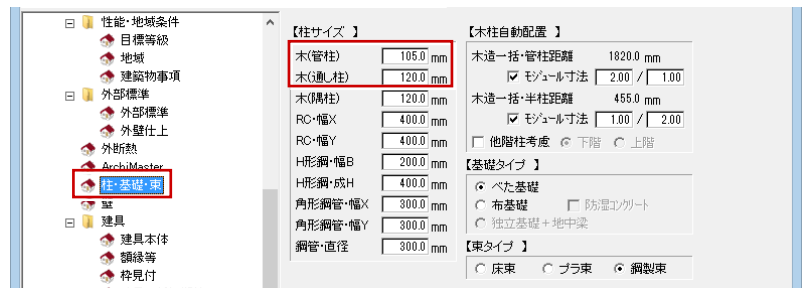 性能・地域条件
目標等級
地域
建築物事項
外部標準
外部標準
外壁仕上
外断熱
ArchiMaster
柱・基礎・束
壁
建具
建具本体
額縁等
枠見付
【柱サイズ 】
木(管柱) 105.0 mm
木(通し柱) 120.0 mm
木(隅柱) 120.0 mm
RC・幅X 400.0 mm
RC・幅Y 400.0 mm
H形鋼・幅B 200.0 mm
H形鋼・成H 400.0 mm
角形鋼管・幅X 300.0 mm
角形鋼管・幅Y 300.0 mm
鋼管・直径 300.0 mm
【木柱自動配置 】
木造一括・管柱距離 1820.0 mm
モジュール寸法 2.00 / 1.00
木造一括・半柱距離 455.0 mm
モジュール寸法 1.00 / 2.00
他階柱考慮 下階 上階
【基礎タイプ 】
べた基礎
布基礎 防湿コンクリート
独立基礎+地中梁
【束タイプ 】
床束 プラ束 鋼製束